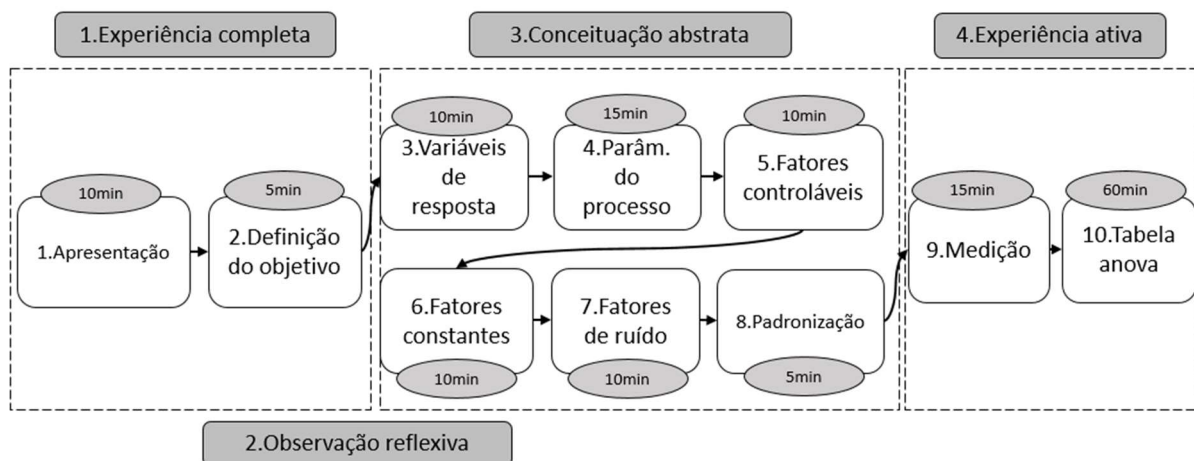 1.Experiência completa
3.Conceituação abstrata
4.Experiência ativa
10min
1.Apresentação
5min
2.Definição
do objetivo
10min
3.Variáveis
de
resposta
15min
4.Parâm.
do
processo
10min
5.Fatores
controláveis
6.Fatores
constantes
10min
7.Fatores
de ruído
10min
8.Padronização
5min
15min
9.Medição
60min
10.Tabela
anova
2.Observação reflexiva